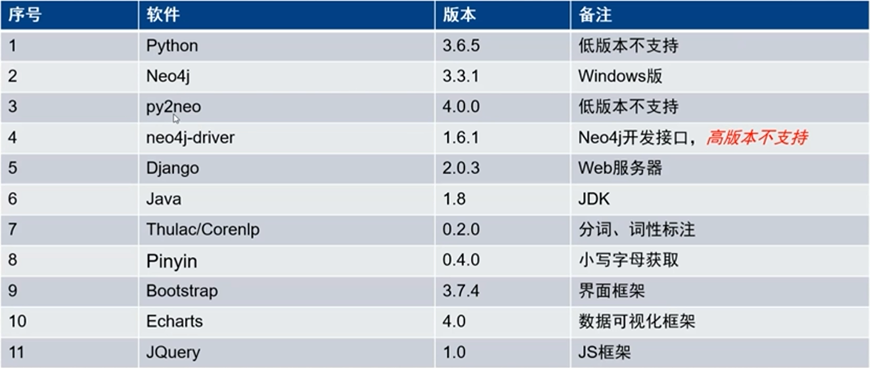 序号 软件 版本 备注
1 Python 3.6.5 低版本不支持
2 Neo4j 3.3.1 Windows版
3 py2neo 4.0.0 低版本不支持
4 neo4j-driver 1.6.1 Neo4j开发接口，高版本不支持
5 Django 2.0.3 Web服务器
6 Java 1.8 JDK
7 Thulac/Corenlp 0.2.0 分词、词性标注
8 Pinyin 0.4.0 小写字母获取
9 Bootstrap 3.7.4 界面框架
10 Echarts 4.0 数据可视化框架
11 JQuery 1.0 JS框架